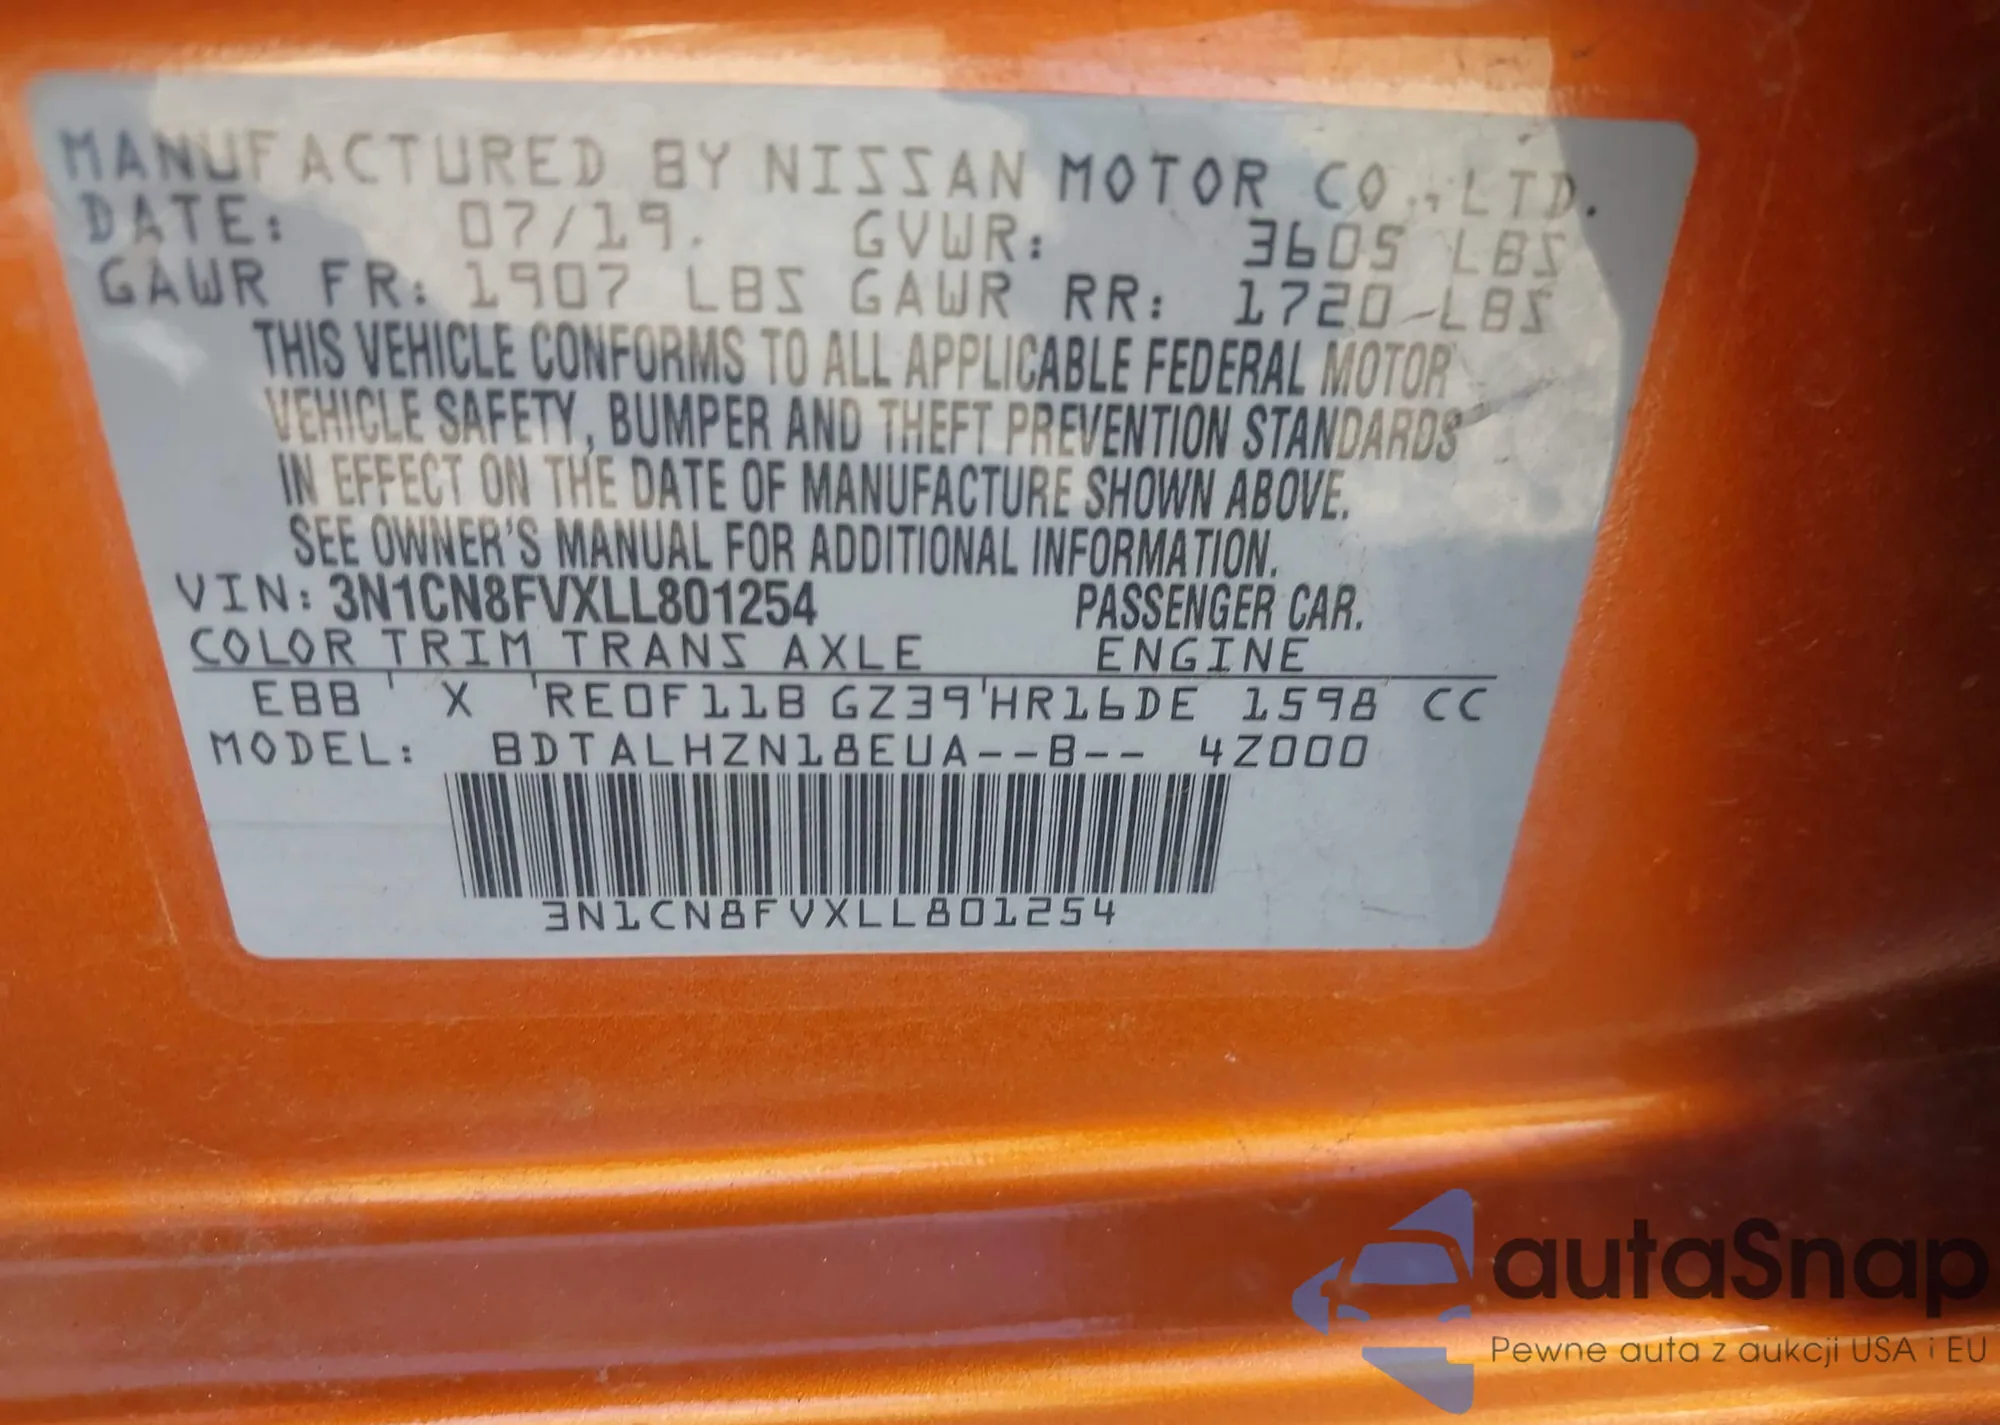 MANUFACTURED BY NISSAN MOTOR CO., LTD.
DATE: 07/19. GVWR: 3605 LBS
GAWR FR: 1907 LBS GAWR RR: 1720 LBS
THIS VEHICLE CONFORMS TO ALL APPLICABLE FEDERAL MOTOR
VEHICLE SAFETY, BUMPER AND THEFT PREVENTION STANDARDS
IN EFFECT ON THE DATE OF MANUFACTURE SHOWN ABOVE.
SEE OWNER'S MANUAL FOR ADDITIONAL INFORMATION.
VIN: 3N1CN8FVXLL801254 PASSENGER CAR.
COLOR TRIM TRANS AXLE ENGINE
EBB ' X 'RE0F11B GZ39'HR16DE 1598 CC
MODEL: BDTALHZN18EUA--B-- 4Z000
3N1CN8FVXLL801254
autaSnap
Pewne auta z aukcji USA i EU